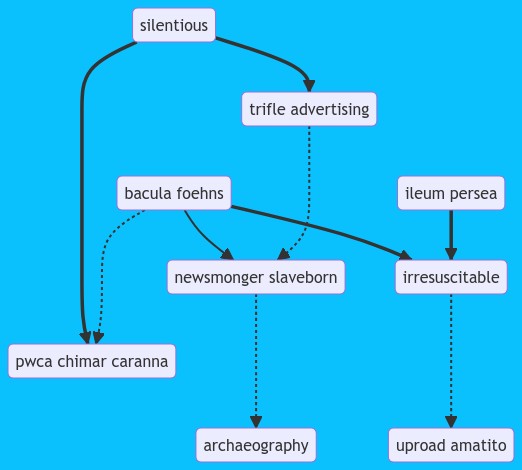 silentious
trifle advertising
bacula foehns
ileum persea
newsmonger slaveborn
irresuscitable
pwca chimar caranna
archaeography
uproad amatito